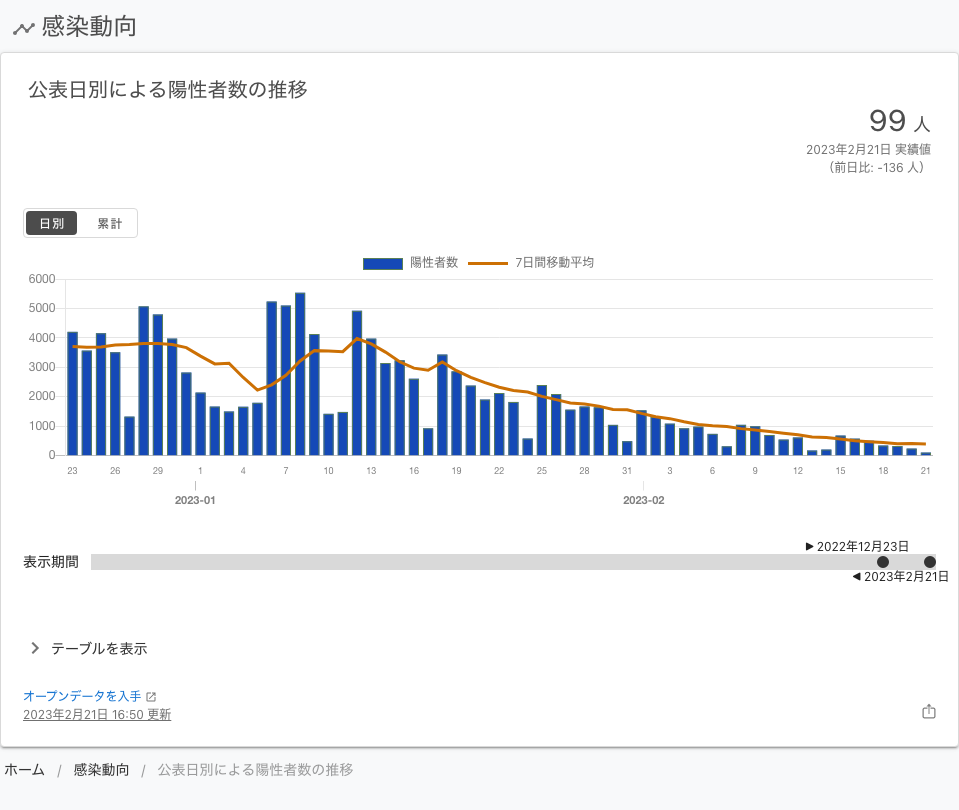 感染動向
公表日別による陽性者数の推移
99 人
2023年2月21日 実績値
（前日比: -136 人）
日別 累計
陽性者数 7日間移動平均
6000
5000
4000
3000
2000
1000
0
23 26 29 1 4 7 10 13 16 19 22 25 28 31 3 6 9 12 15 18 21
2023-01 2023-02
▶ 2022年12月23日
表示期間
◀ 2023年2月21日
テーブルを表示
オープンデータを入手
2023年2月21日 16:50 更新
ホーム / 感染動向 / 公表日別による陽性者数の推移